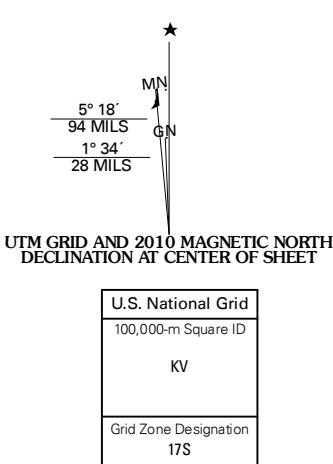 MN
5° 18´
94 MILS
GN
1° 34´
28 MILS
UTM GRID AND 2010 MAGNETIC NORTH
DECLINATION AT CENTER OF SHEET
U.S. National Grid
100,000-m Square ID
KV
Grid Zone Designation
17S